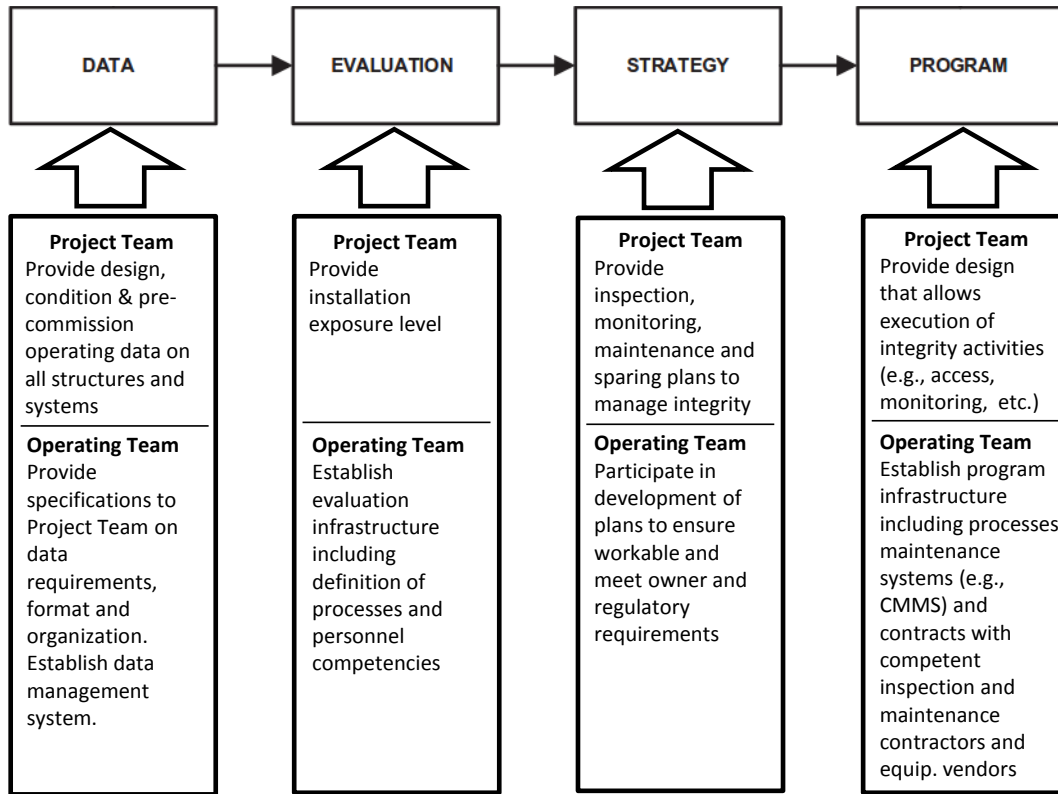 DATA
EVALUATION
STRATEGY
PROGRAM
Project Team
Provide design,
condition & pre-
commission
operating data on
all structures and
systems
Operating Team
Provide
specifications to
Project Team on
data
requirements,
format and
organization.
Establish data
management
system.
Project Team
Provide
installation
exposure level
Operating Team
Establish
evaluation
infrastructure
including
definition of
processes and
personnel
competencies
Project Team
Provide
inspection,
monitoring,
maintenance and
sparing plans to
manage integrity
Operating Team
Participate in
development of
plans to ensure
workable and
meet owner and
regulatory
requirements
Project Team
Provide design
that allows
execution of
integrity activities
(e.g., access,
monitoring, etc.)
Operating Team
Establish program
infrastructure
including processes
maintenance
systems (e.g.,
CMMS) and
contracts with
competent
inspection and
maintenance
contractors and
equip. vendors